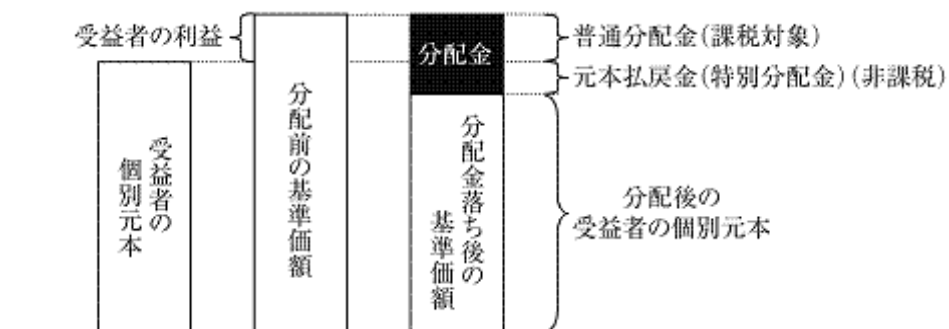 受益者の利益
受益者の
個別元本
分配前の基準価額
分配金
分配金落ち後の
基準価額
普通分配金(課税対象)
元本払戻金(特別分配金)(非課税)
分配後の
受益者の個別元本